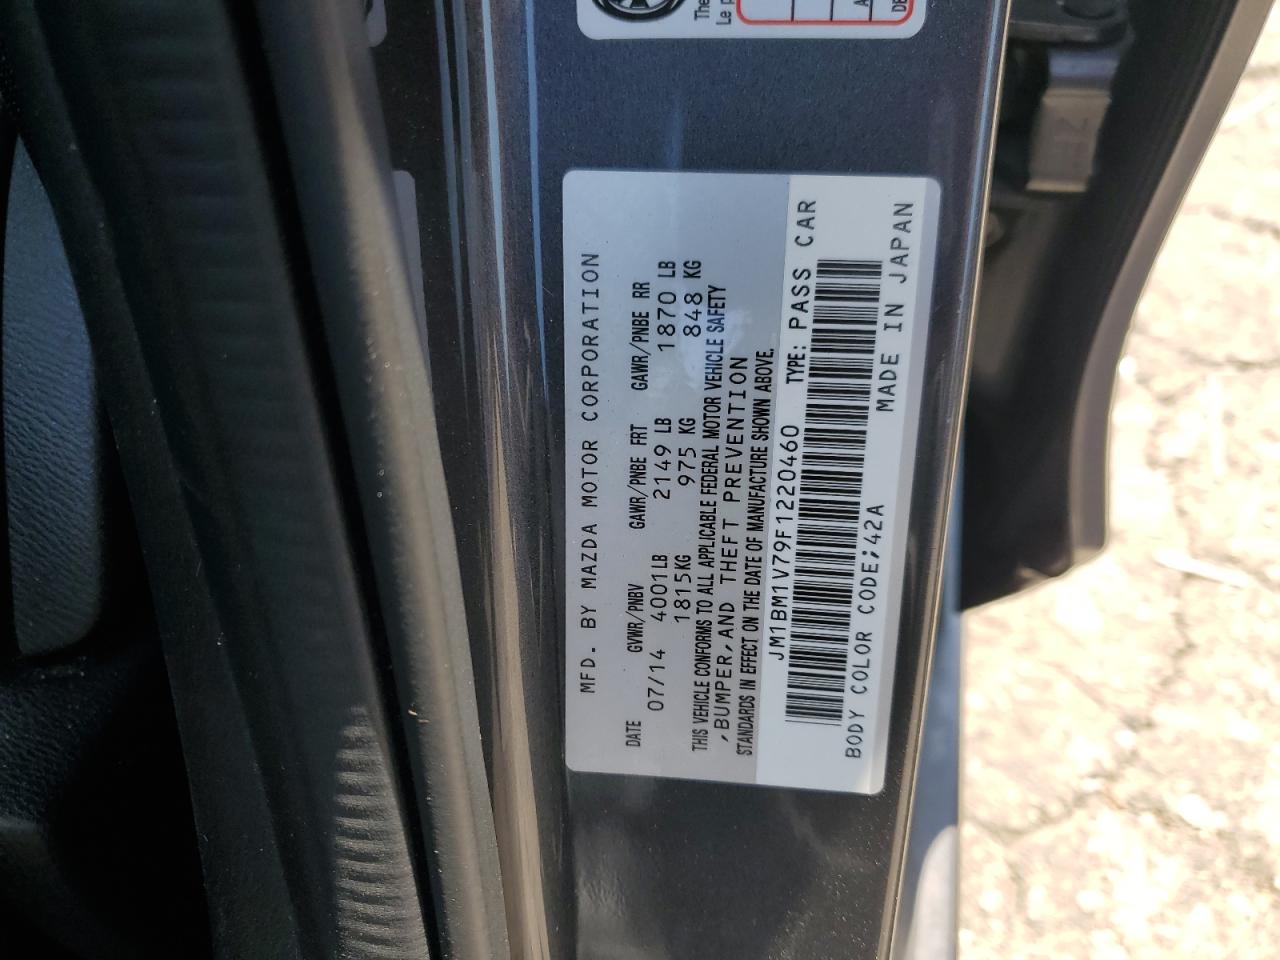 MFD. BY MAZDA MOTOR CORPORATION
DATE GVWR/PNBV GAWR/PNBE FRT GAWR/PNBE RR
07/14 4001LB 2149 LB 1870 LB
1815KG 975 KG 848 KG
THIS VEHICLE CONFORMS TO ALL APPLICABLE FEDERAL MOTOR VEHICLE SAFETY
,BUMPER,AND THEFT PREVENTION
STANDARDS IN EFFECT ON THE DATE OF MANUFACTURE SHOWN ABOVE.
JM1BM1V79F1220460 TYPE: PASS CAR
BODY COLOR CODE;42A MADE IN JAPAN
The
Le p